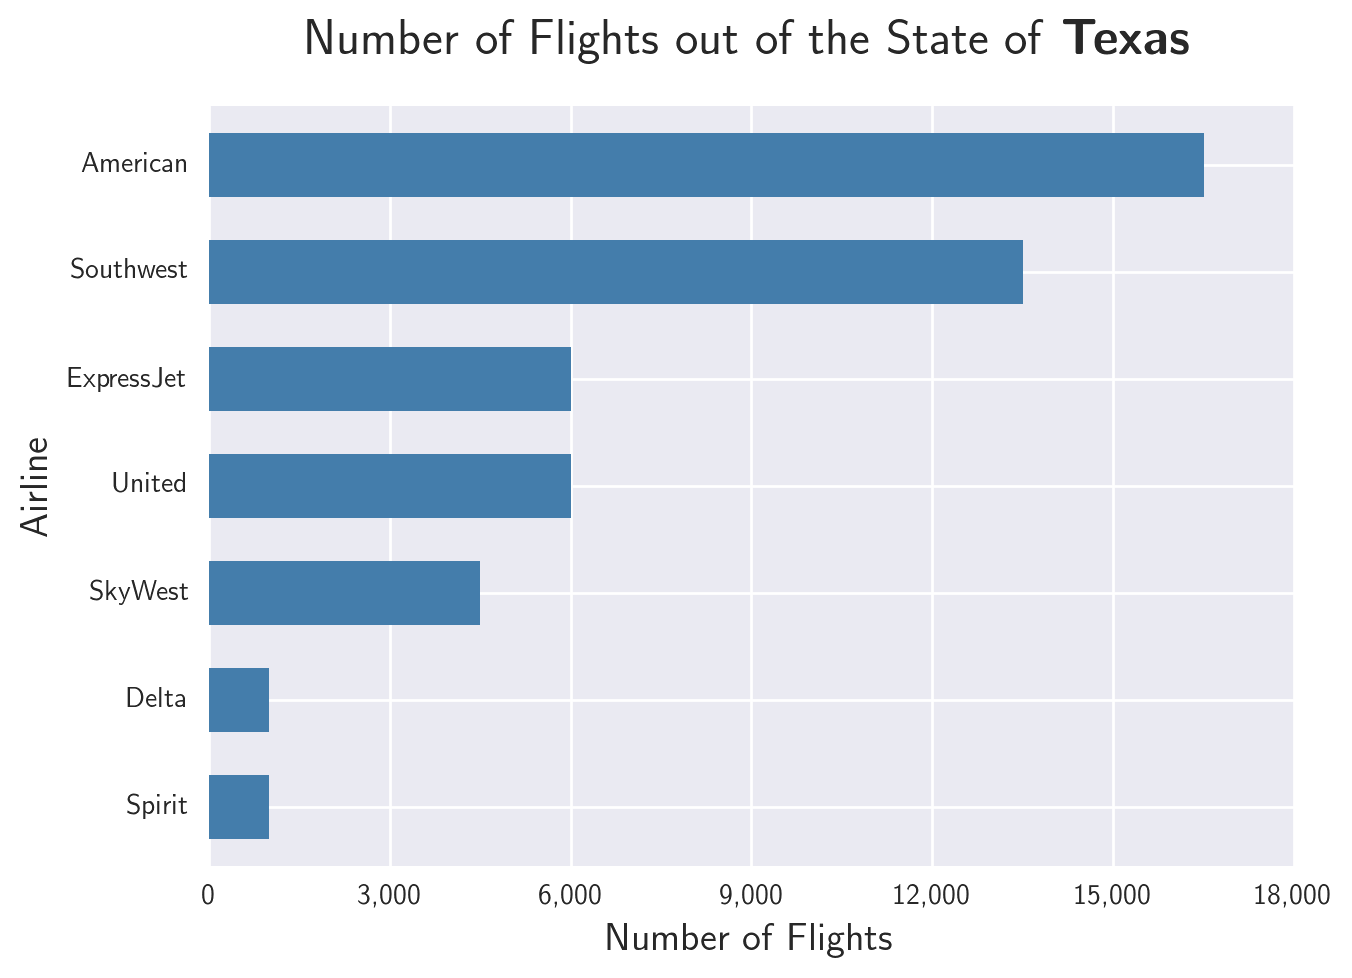 Number of Flights out of the State of Texas
American
Southwest
ExpressJet
United
SkyWest
Delta
Spirit
Airline
0 3,000 6,000 9,000 12,000 15,000 18,000
Number of Flights